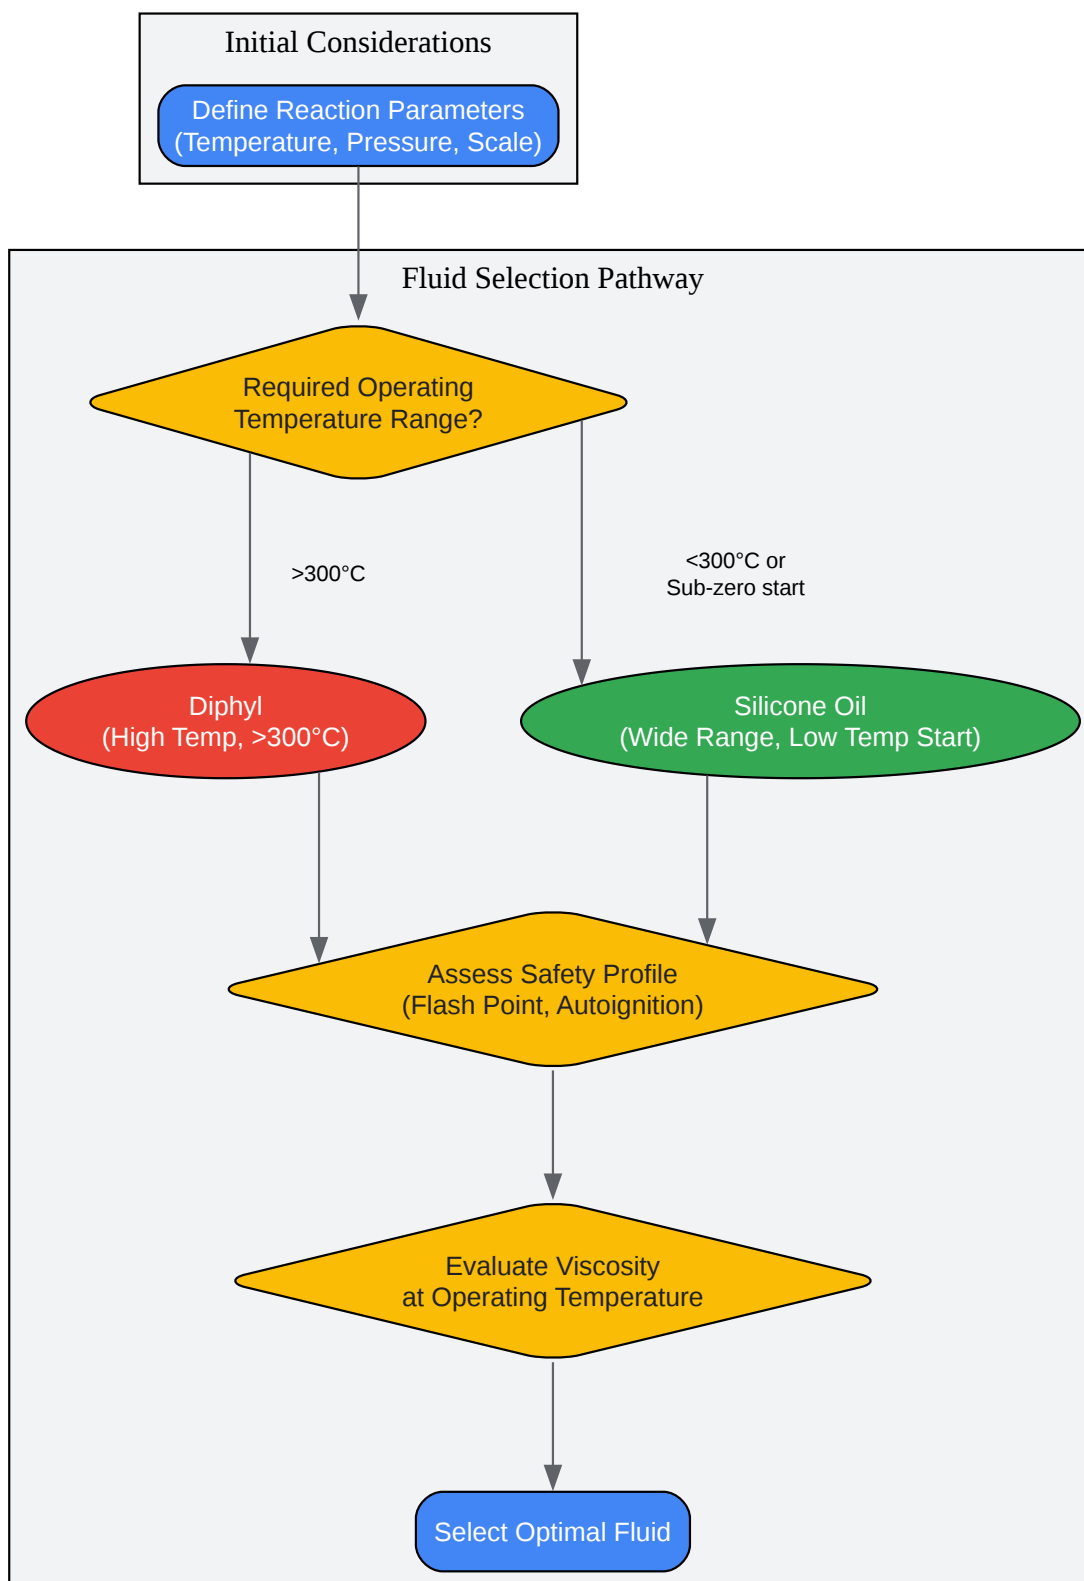 Initial Considerations
Define Reaction Parameters
(Temperature, Pressure, Scale)
Fluid Selection Pathway
Required Operating
Temperature Range?
>300°C
<300°C or
Sub-zero start
Diphyl
(High Temp, >300°C)
Silicone Oil
(Wide Range, Low Temp Start)
Assess Safety Profile
(Flash Point, Autoignition)
Evaluate Viscosity
at Operating Temperature
Select Optimal Fluid